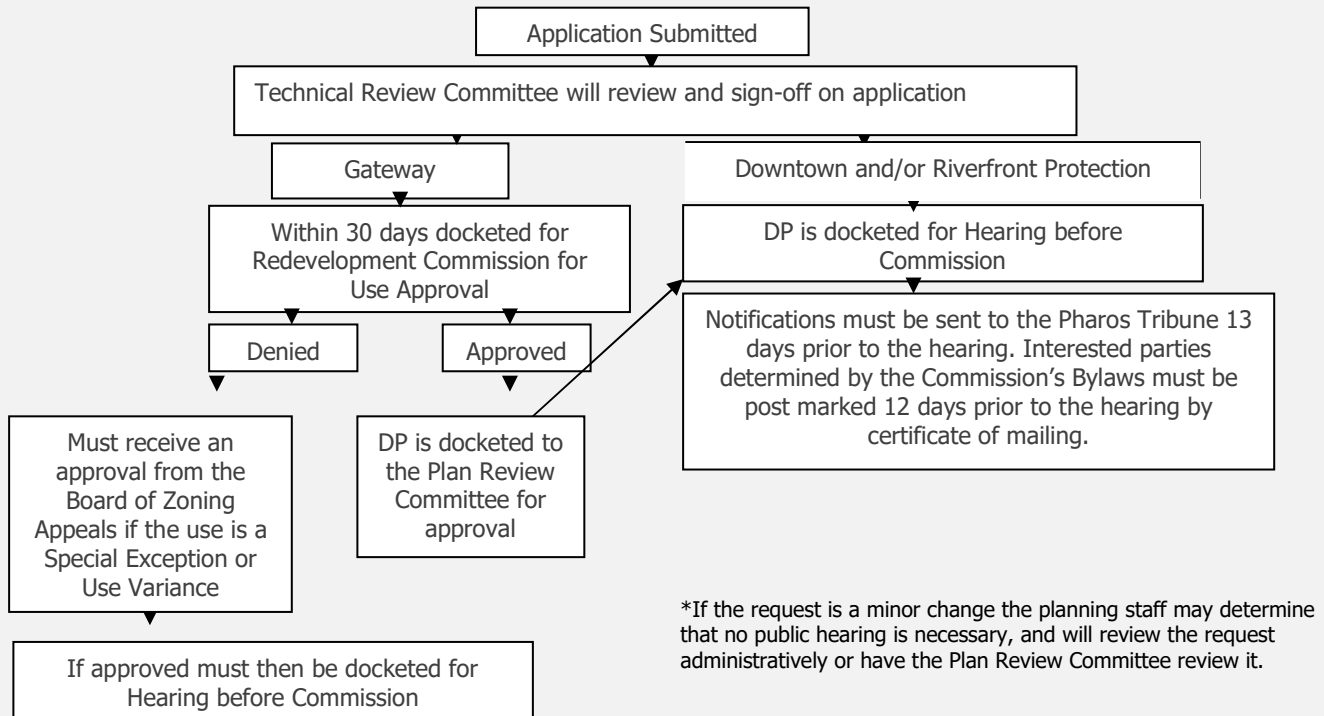 Application Submitted
Technical Review Committee will review and sign-off on application
Gateway
Downtown and/or Riverfront Protection
Within 30 days docketed for
Redevelopment Commission for
Use Approval
DP is docketed for Hearing before
Commission
Denied
Approved
Notifications must be sent to the Pharos Tribune 13
days prior to the hearing. Interested parties
determined by the Commission’s Bylaws must be
post marked 12 days prior to the hearing by
certificate of mailing.
Must receive an
approval from the
Board of Zoning
Appeals if the use is a
Special Exception or
Use Variance
DP is docketed to
the Plan Review
Committee for
approval
If approved must then be docketed for
Hearing before Commission
*If the request is a minor change the planning staff may determine
that no public hearing is necessary, and will review the request
administratively or have the Plan Review Committee review it.